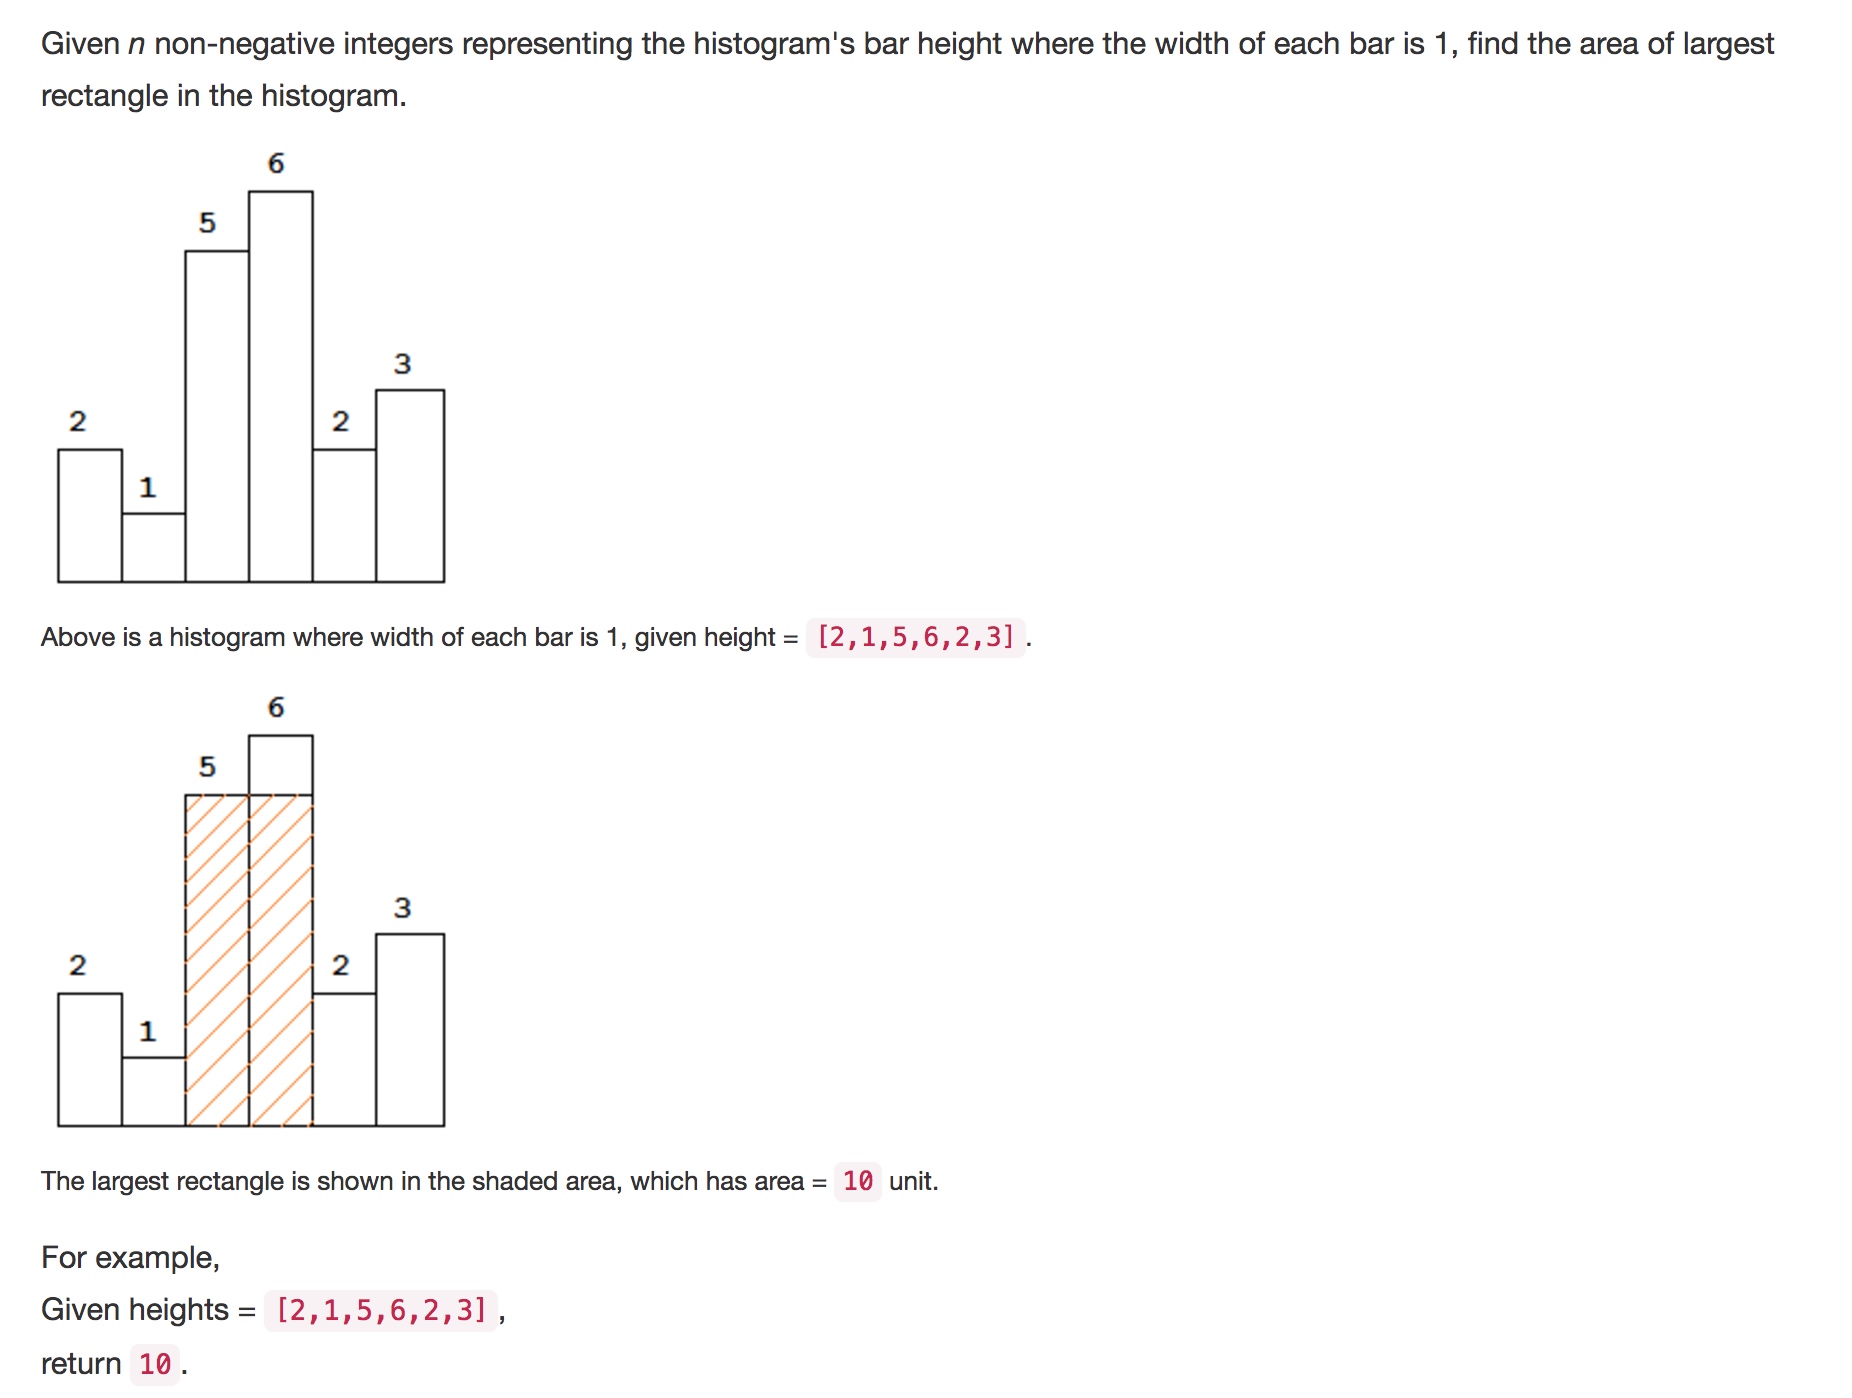 Given n non-negative integers representing the histogram's bar height where the width of each bar is 1, find the area of largest
rectangle in the histogram.
6
5
3
2
2
1
Above is a histogram where width of each bar is 1, given height = [2,1,5,6,2,3] .
6
5
3
2
2
1
The largest rectangle is shown in the shaded area, which has area = 10 unit.
For example,
Given heights = [2,1,5,6,2,3] ,
return 10 .